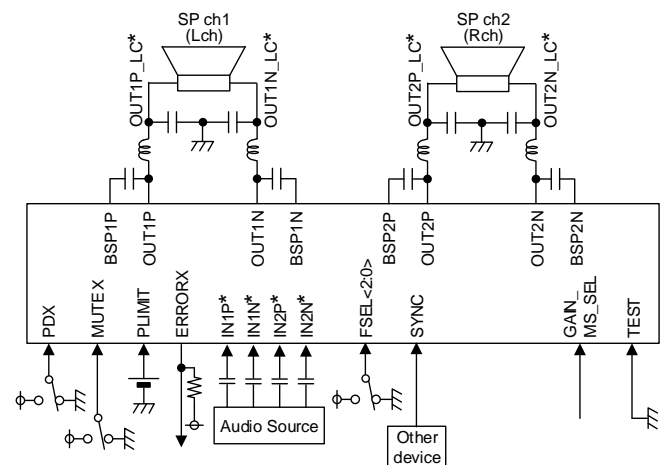 SP ch1
(Lch)
SP ch2
(Rch)
OUT1P_LC*
OUT1N_LC*
OUT2P_LC*
OUT2N_LC*
BSP1P
OUT1P
OUT1N
BSP1N
BSP2P
OUT2P
OUT2N
BSP2N
PDX
MUTEX
PLIMIT
ERRORX
IN1P*
IN1N*
IN2P*
IN2N*
FSEL<2:0>
SYNC
GAIN_
MS_SEL
TEST
Audio Source
Other
device